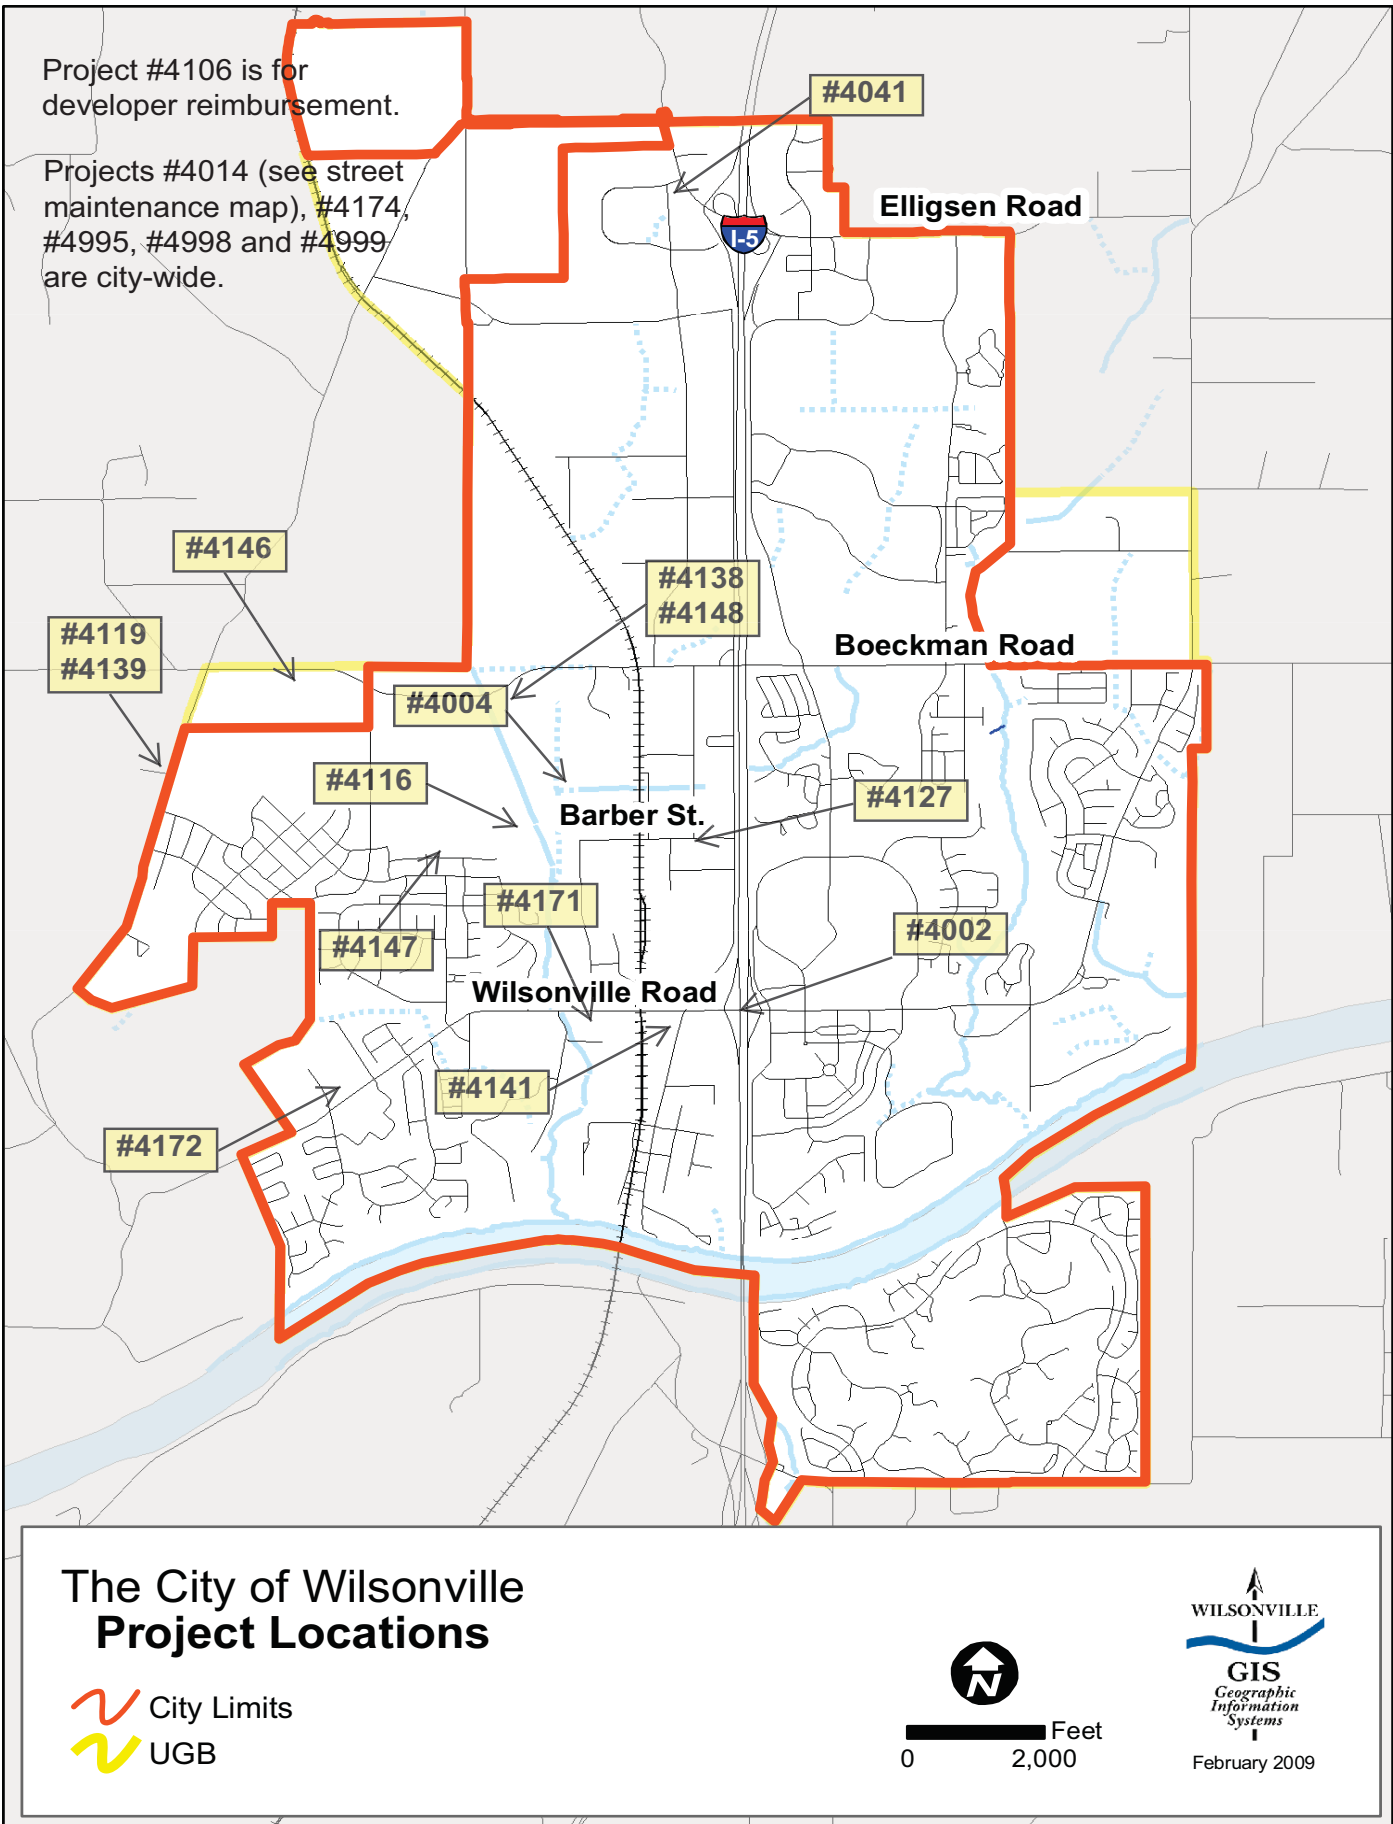 Project #4106 is for
developer reimbursement.
Projects #4014 (see street
maintenance map), #4174,
#4995, #4998 and #4999
are city-wide.
#4041
Elligsen Road
I-5
#4146
#4138
#4148
#4119
#4139
Boeckman Road
#4004
#4116
#4127
Barber St.
#4171
#4002
#4147
Wilsonville Road
#4141
#4172
The City of Wilsonville
Project Locations
City Limits
UGB
N
Feet
0 2,000
WILSONVILLE
GIS
Geographic
Information
Systems
February 2009